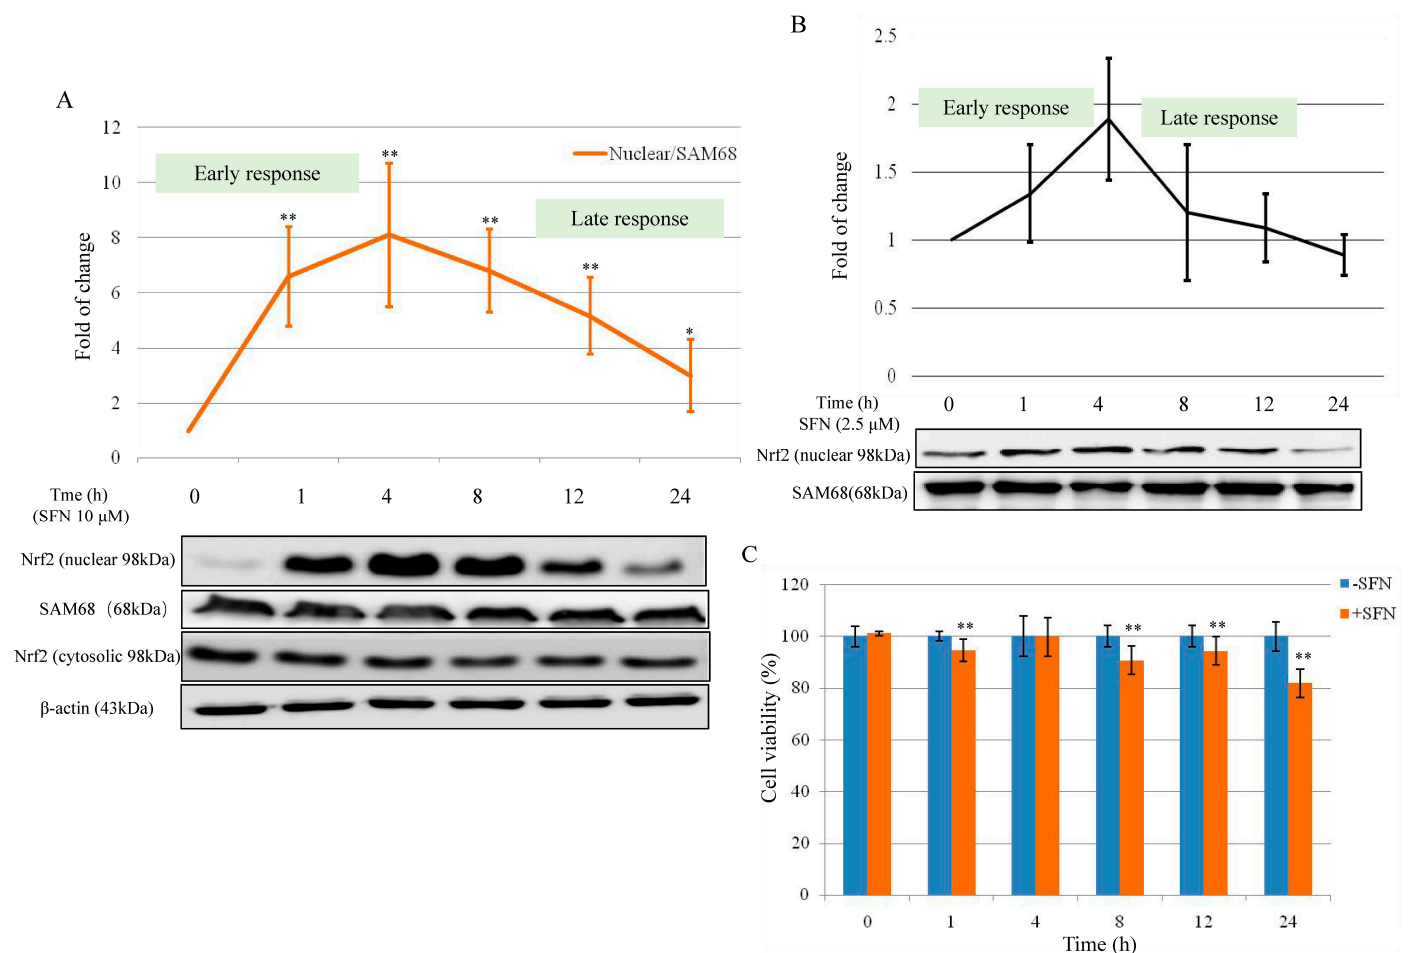 A
12
10
8
6
4
2
0
Fold of change
Early response
Late response
Nuclear/SAM68
**
**
**
**
*
Tme (h)
(SFN 10 μM)
0 1 4 8 12 24
Nrf2 (nuclear 98kDa)
SAM68 (68kDa)
Nrf2 (cytosolic 98kDa)
β-actin (43kDa)
B
2.5
2
1.5
1
0.5
0
Fold of change
Early response
Late response
Time (h)
SFN (2.5 μM)
0 1 4 8 12 24
Nrf2 (nuclear 98kDa)
SAM68(68kDa)
C
120
100
80
60
40
20
0
Cell viability (%)
-SFN
+SFN
**
**
**
**
0 1 4 8 12 24
Time (h)